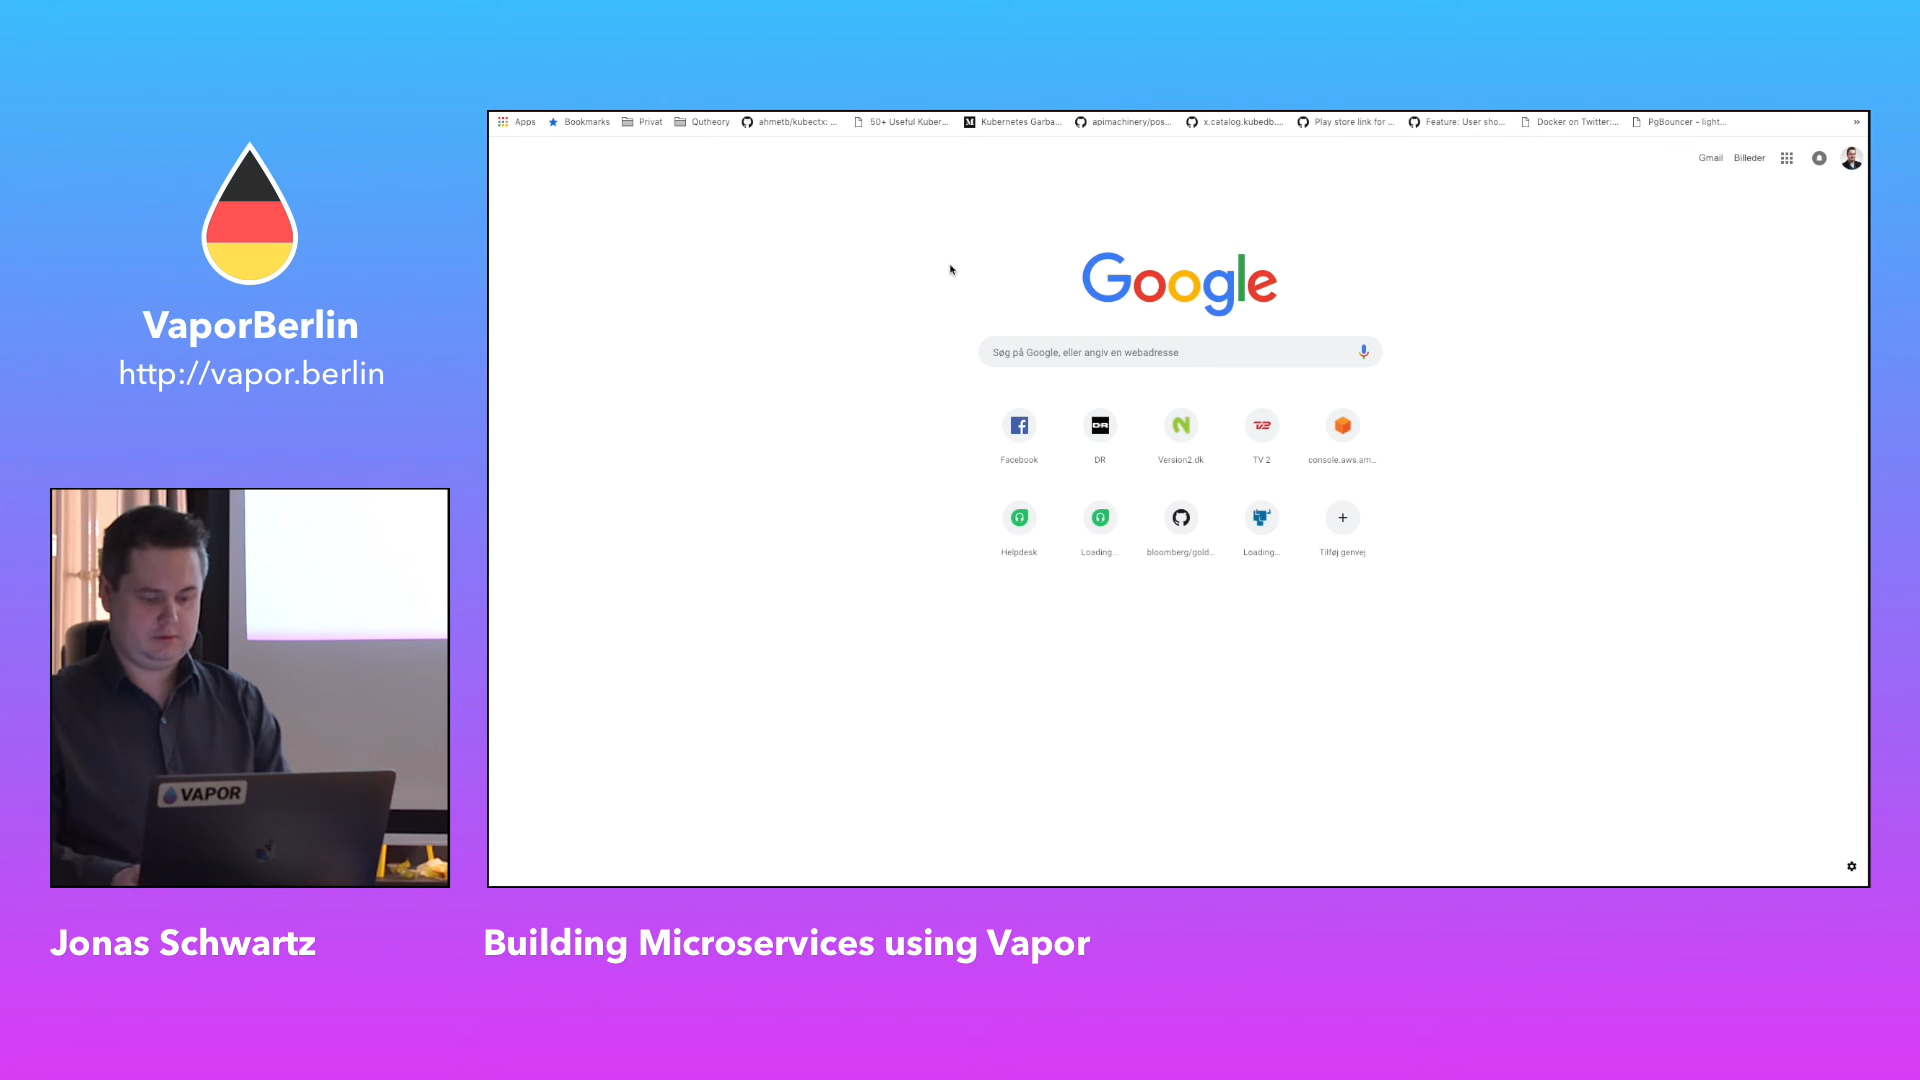 VaporBerlin
http://vapor.berlin
VAPOR
Jonas Schwartz
Apps Bookmarks Privat Qutheory ahmetb/kubectx: ... 50+ Useful Kuber... Kubernetes Garba... apimachinery/pos... x.catalog.kubedb.... Play store link for ... Feature: User sho... Docker on Twitter:... PgBouncer - light... »
Gmail Billeder
Google
Søg på Google, eller angiv en webadresse
Facebook DR Version2.dk TV 2 console.aws.am...
Helpdesk Loading... bloomberg/gold... Loading... Tilføj genvej
Building Microservices using Vapor